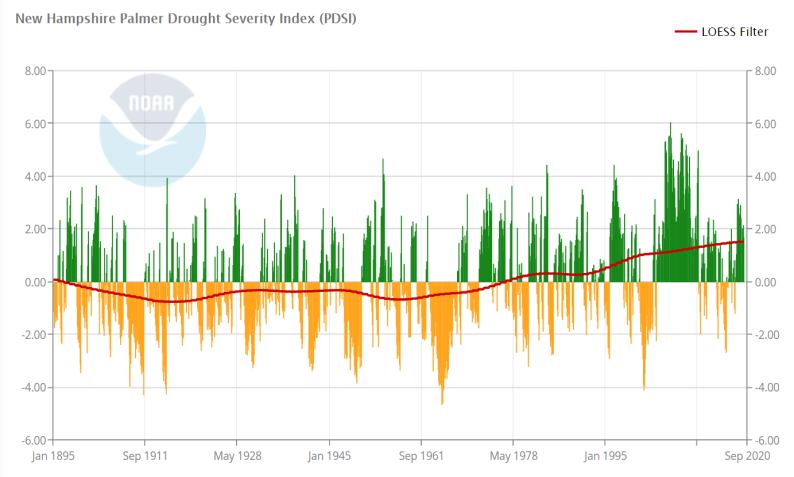 New Hampshire Palmer Drought Severity Index (PDSI)
LOESS Filter
NOAA
8.00 8.00
6.00 6.00
4.00 4.00
2.00 2.00
0.00 0.00
-2.00 -2.00
-4.00 -4.00
-6.00 -6.00
Jan 1895 Sep 1911 May 1928 Jan 1945 Sep 1961 May 1978 Jan 1995 Sep 2020